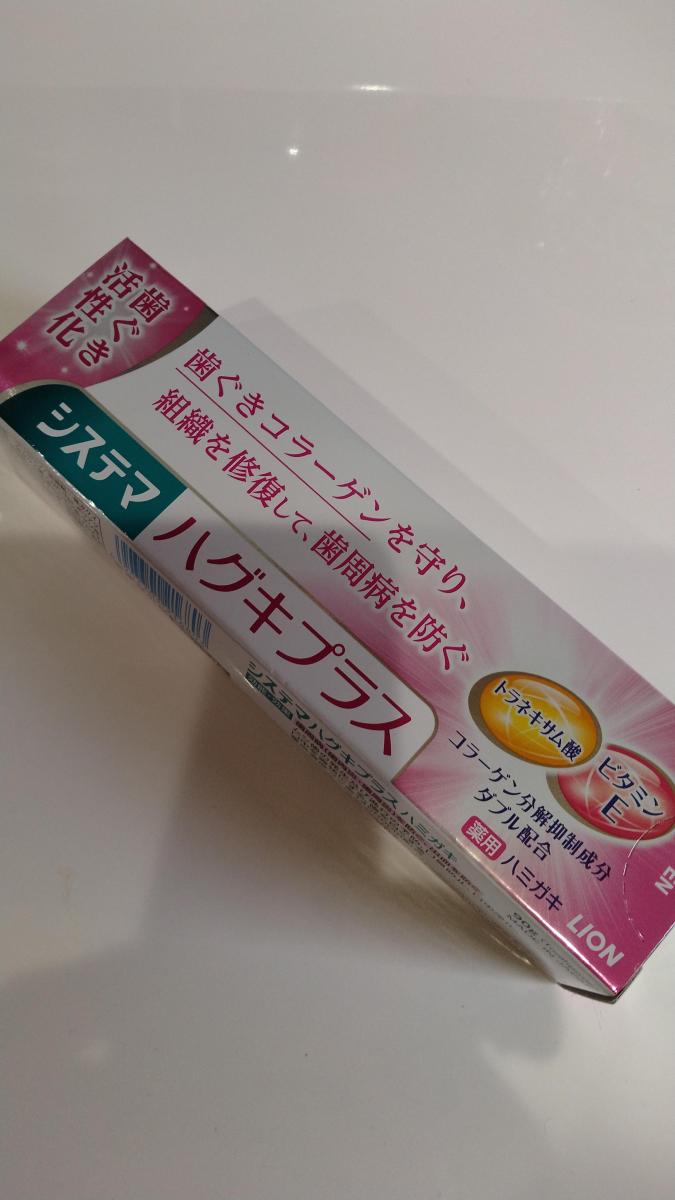 歯ぐき
活性化
歯ぐきコラーゲンを守り、
組織を修復して、歯周病を防ぐ
システマ
ハグキプラス
トラネキサム酸
ビタミン
E
コラーゲン分解抑制成分
ダブル配合
薬用 ハミガキ
LION
システマハグキプラス ハミガキ
90g